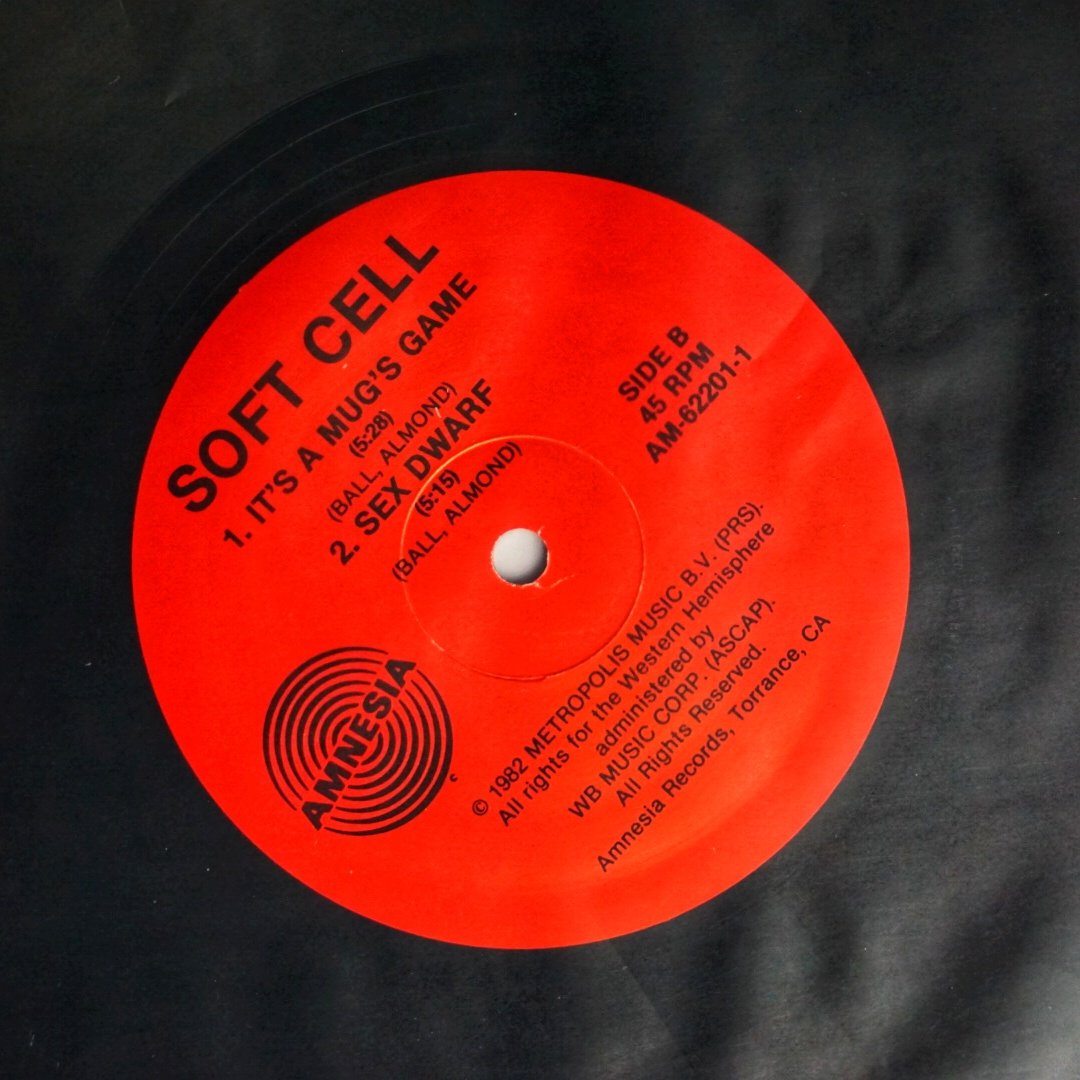 SOFT CELL
1. IT'S A MUG'S GAME
(5:28)
(BALL, ALMOND)
2. SEX DWARF
(5:15)
(BALL, ALMOND)
SIDE B
45 RPM
AM-62201-1
AMNESIA
c
© 1982 METROPOLIS MUSIC B.V. (PRS).
All rights for the Western Hemisphere
administered by
WB MUSIC CORP. (ASCAP).
All Rights Reserved.
Amnesia Records, Torrance, CA